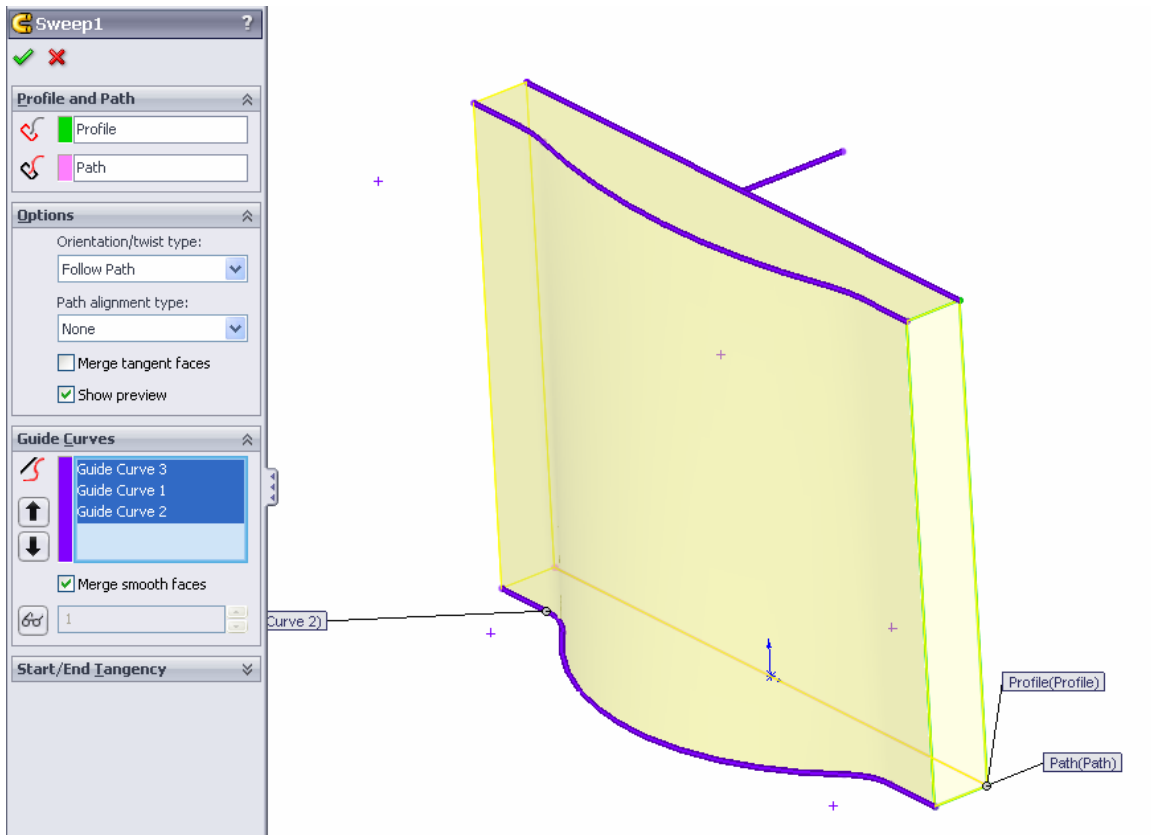 Sweep1 ?
Profile and Path
Profile
Path
Options
Orientation/twist type:
Follow Path
Path alignment type:
None
Merge tangent faces
Show preview
Guide Curves
Guide Curve 3
Guide Curve 1
Guide Curve 2
Merge smooth faces
1
Curve 2)
Start/End Tangency
Profile(Profile)
Path(Path)